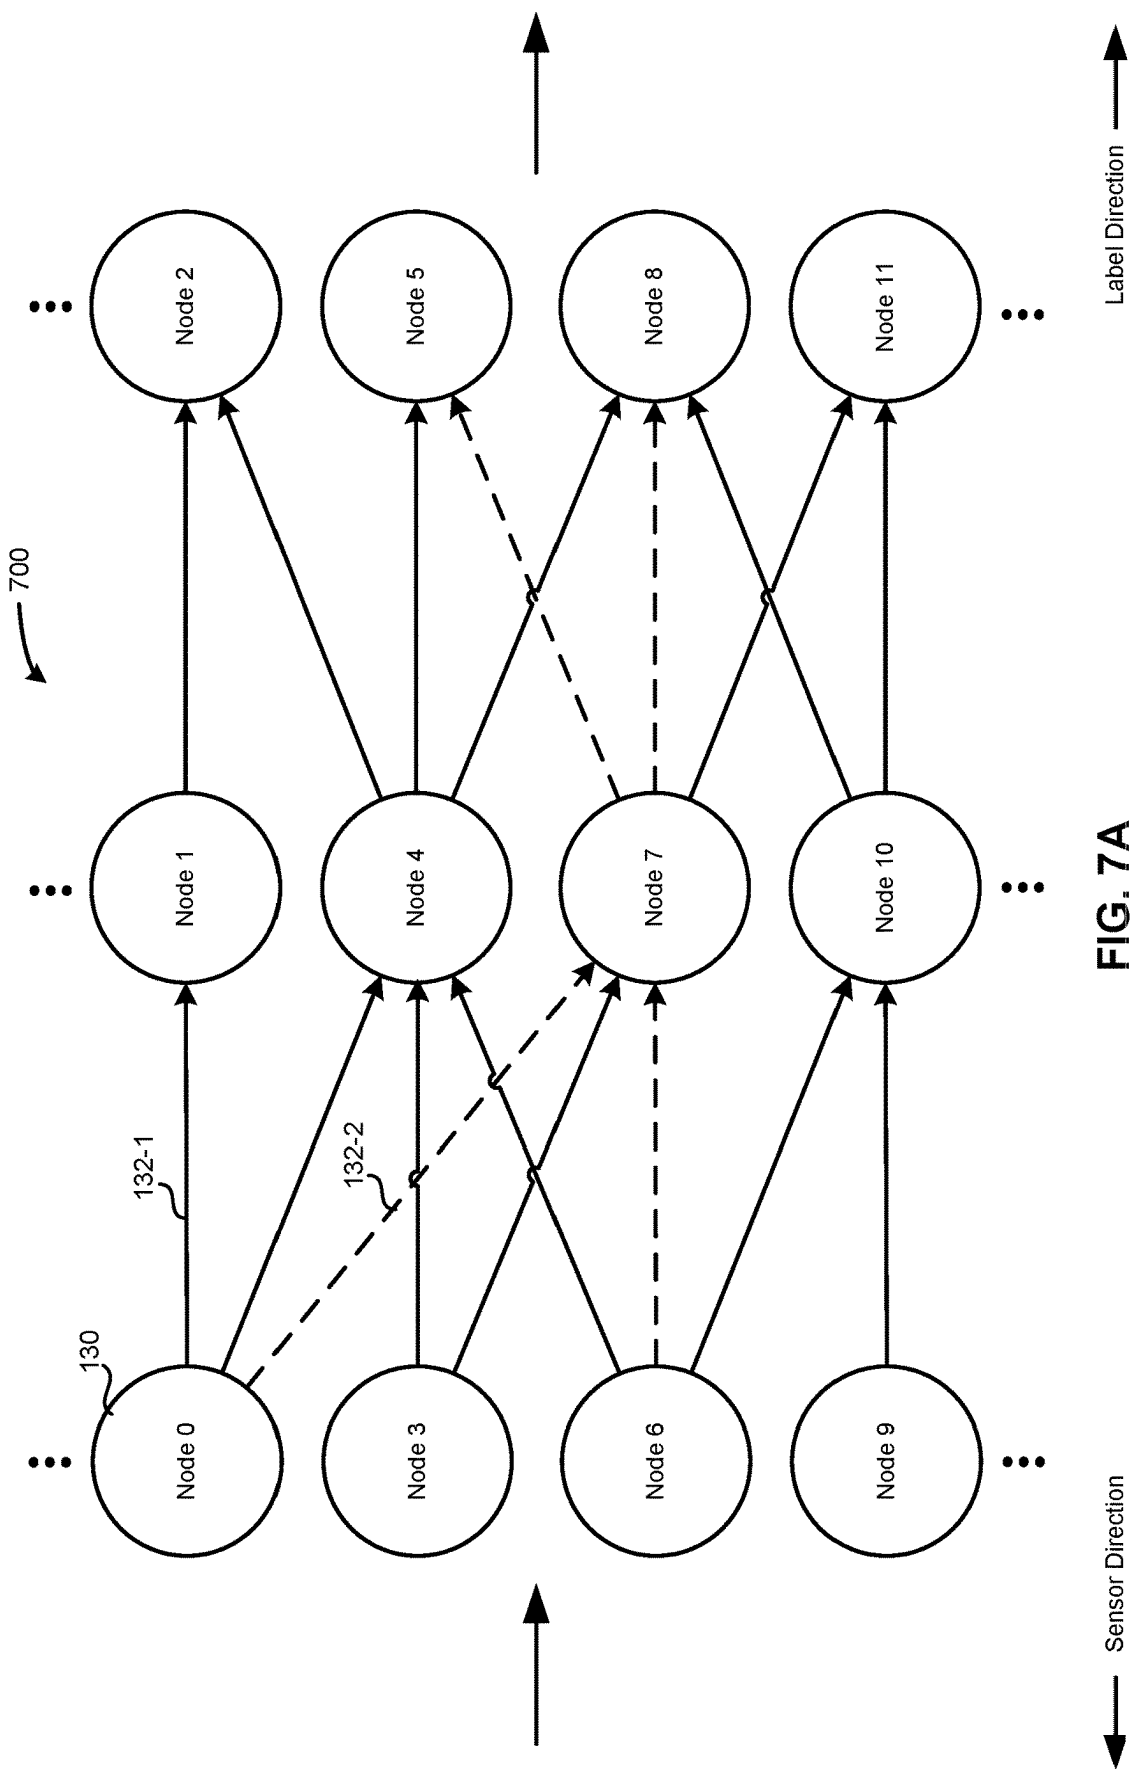 700
Node 0
Node 1
Node 2
Node 3
Node 4
Node 5
Node 6
Node 7
Node 8
Node 9
Node 10
Node 11
130
132-1
132-2
Sensor Direction
Label Direction
FIG. 7A